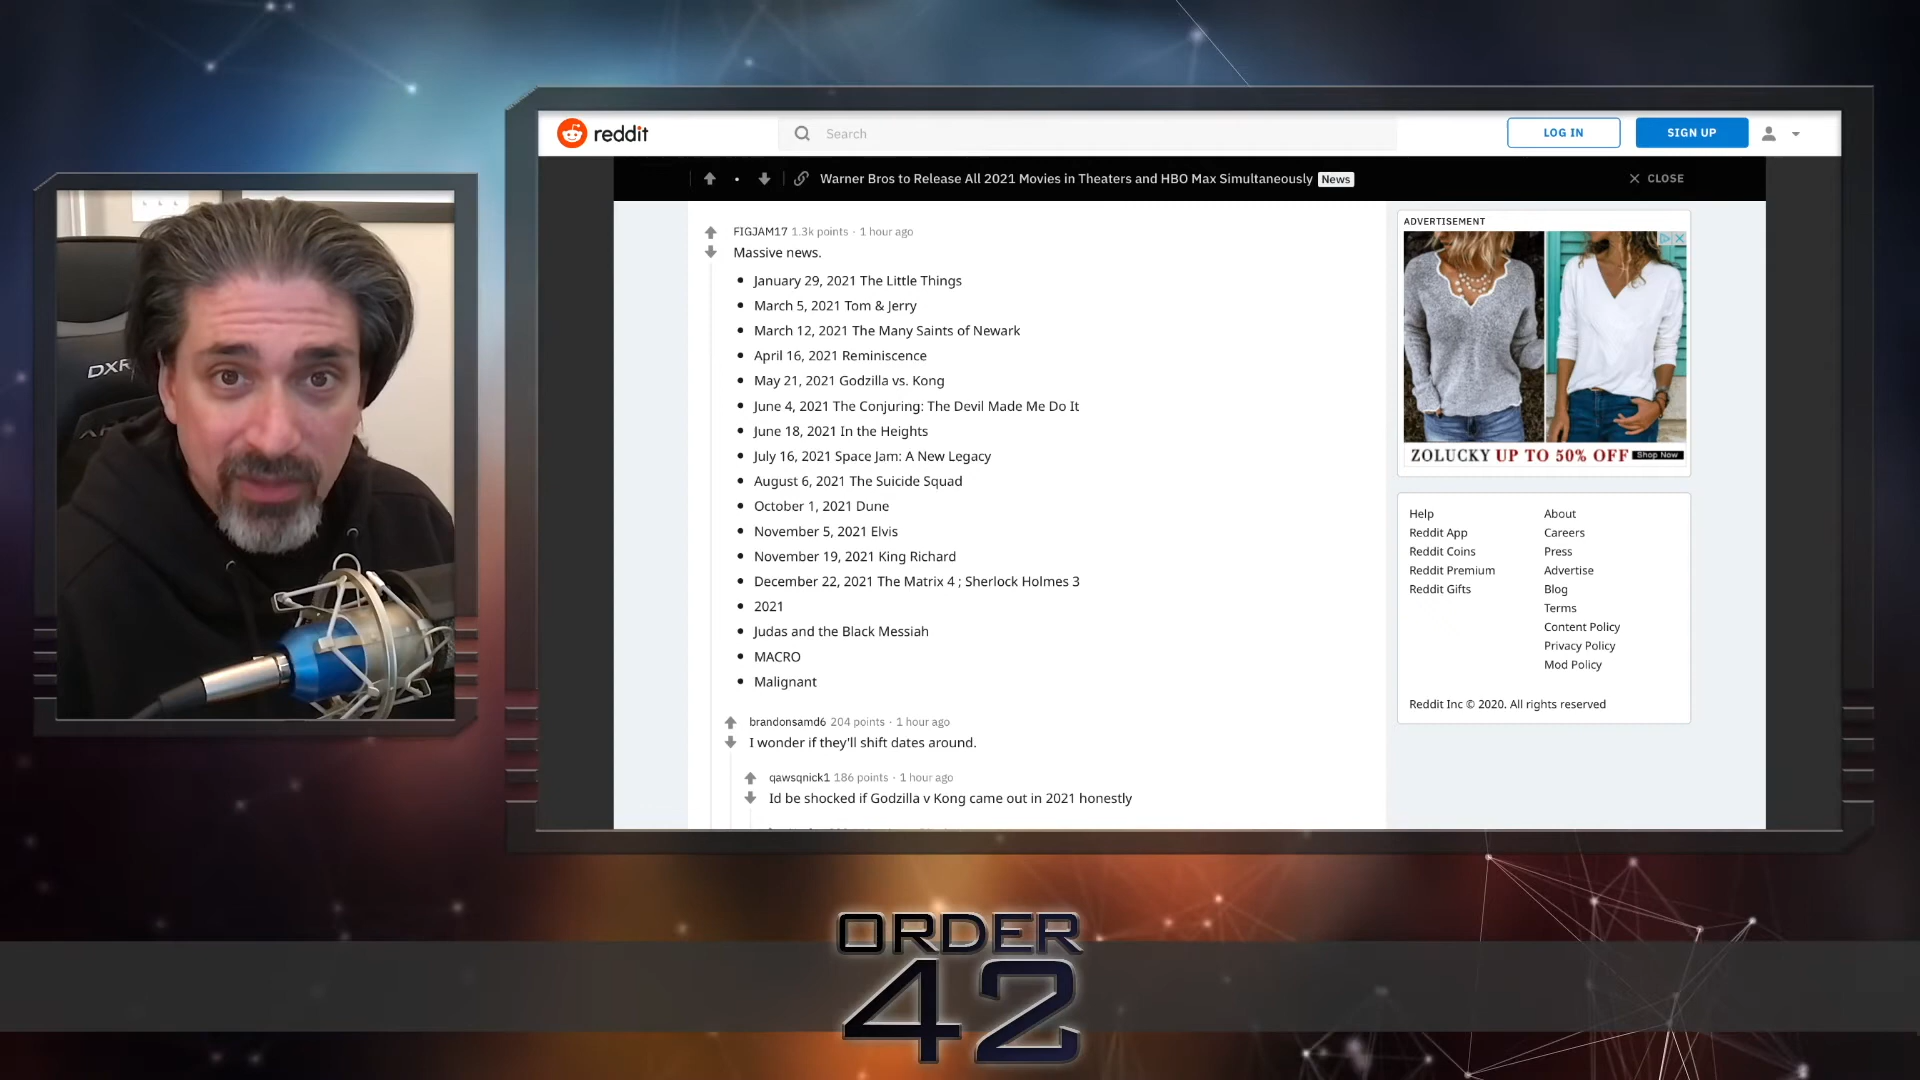 reddit
Search
LOG IN
SIGN UP
Warner Bros to Release All 2021 Movies in Theaters and HBO Max Simultaneously News
CLOSE
FIGJAM17 1.3k points · 1 hour ago
Massive news.
• January 29, 2021 The Little Things
• March 5, 2021 Tom & Jerry
• March 12, 2021 The Many Saints of Newark
• April 16, 2021 Reminiscence
• May 21, 2021 Godzilla vs. Kong
• June 4, 2021 The Conjuring: The Devil Made Me Do It
• June 18, 2021 In the Heights
• July 16, 2021 Space Jam: A New Legacy
• August 6, 2021 The Suicide Squad
• October 1, 2021 Dune
• November 5, 2021 Elvis
• November 19, 2021 King Richard
• December 22, 2021 The Matrix 4 ; Sherlock Holmes 3
• 2021
• Judas and the Black Messiah
• MACRO
• Malignant
brandonsamd6 204 points · 1 hour ago
I wonder if they'll shift dates around.
qawsqnick1 186 points · 1 hour ago
Id be shocked if Godzilla v Kong came out in 2021 honestly
ADVERTISEMENT
ZOLUCKY UP TO 50% OFF Shop Now
Help
Reddit App
Reddit Coins
Reddit Premium
Reddit Gifts
About
Careers
Press
Advertise
Blog
Terms
Content Policy
Privacy Policy
Mod Policy
Reddit Inc © 2020. All rights reserved
DXR
ORDER
42